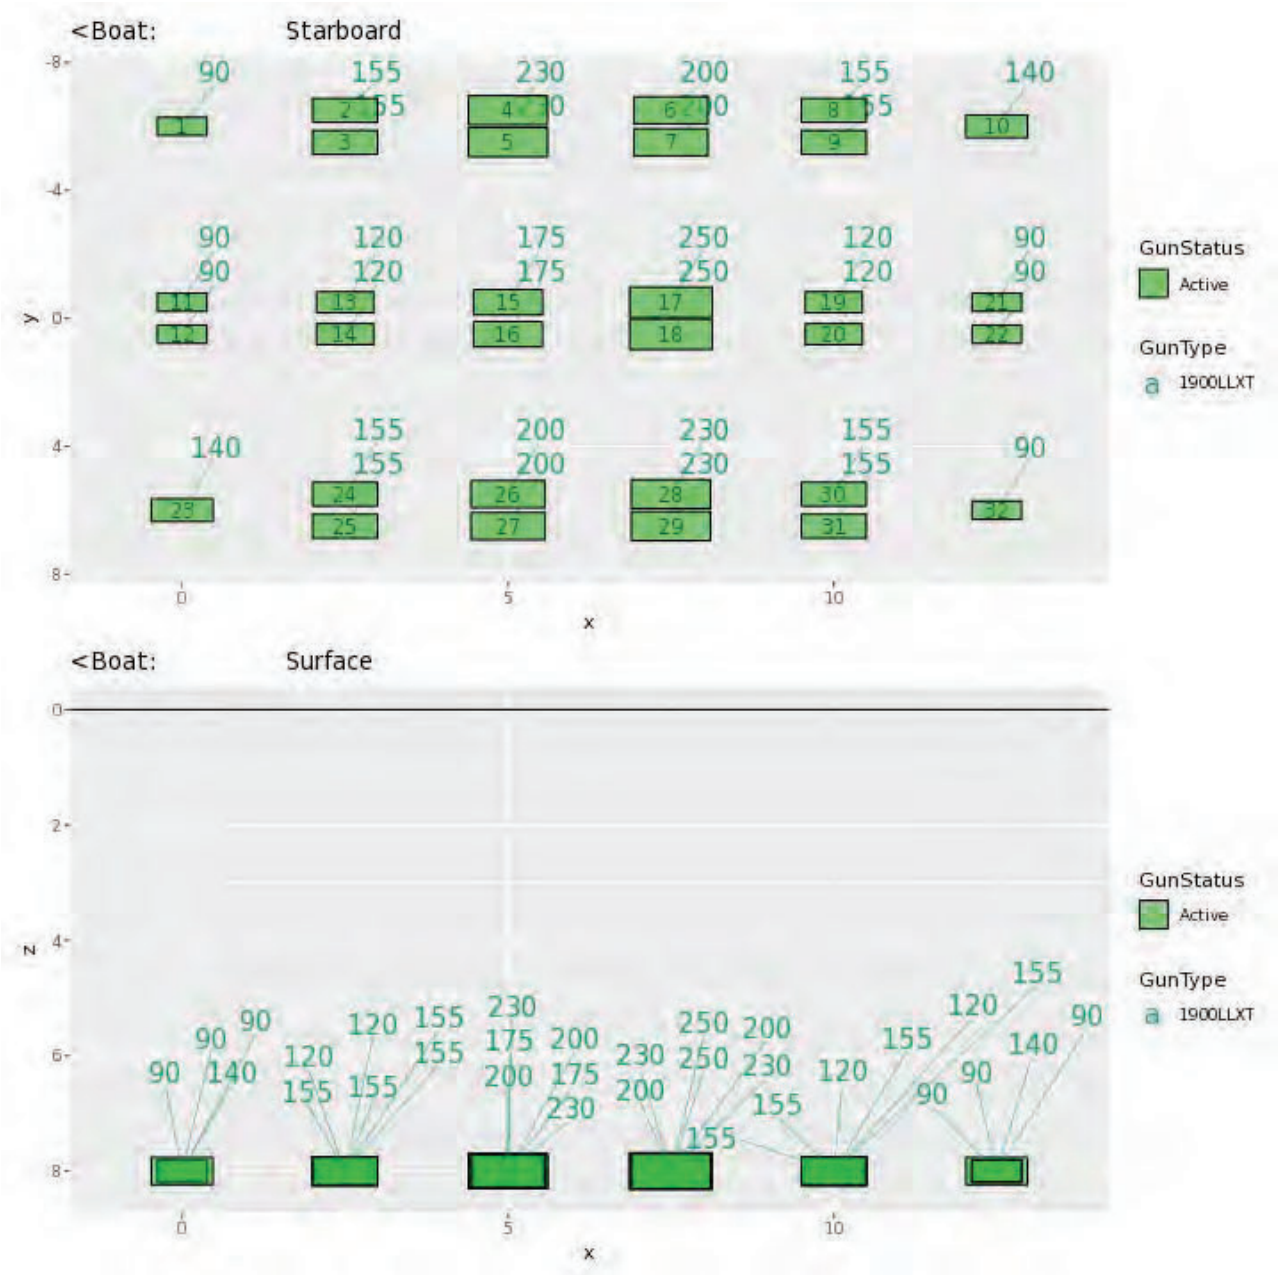 <Boat: Starboard
-8
90 155 230 200 155 140
155 230 200 155
1 2 4 6 8 10
3 5 7 9
-4
90 120 175 250 120 90
90 120 175 250 120 90
11 13 15 17 19 21
0
12 14 16 18 20 22
155 200 230 155
4
140 155 200 230 155 90
24 26 28 30
23 32
25 27 29 31
8
0 5 10
x
y
GunStatus
Active
GunType
a 1900LLXT
<Boat: Surface
0
2
4
155
230 120
90 120 155 250 200 90
90 175 200 155
120 155 230 250 140
90 140 200 175 230 120 90
155 155 200 90
230 155
155
6
8
0 5 10
x
z
GunStatus
Active
GunType
a 1900LLXT